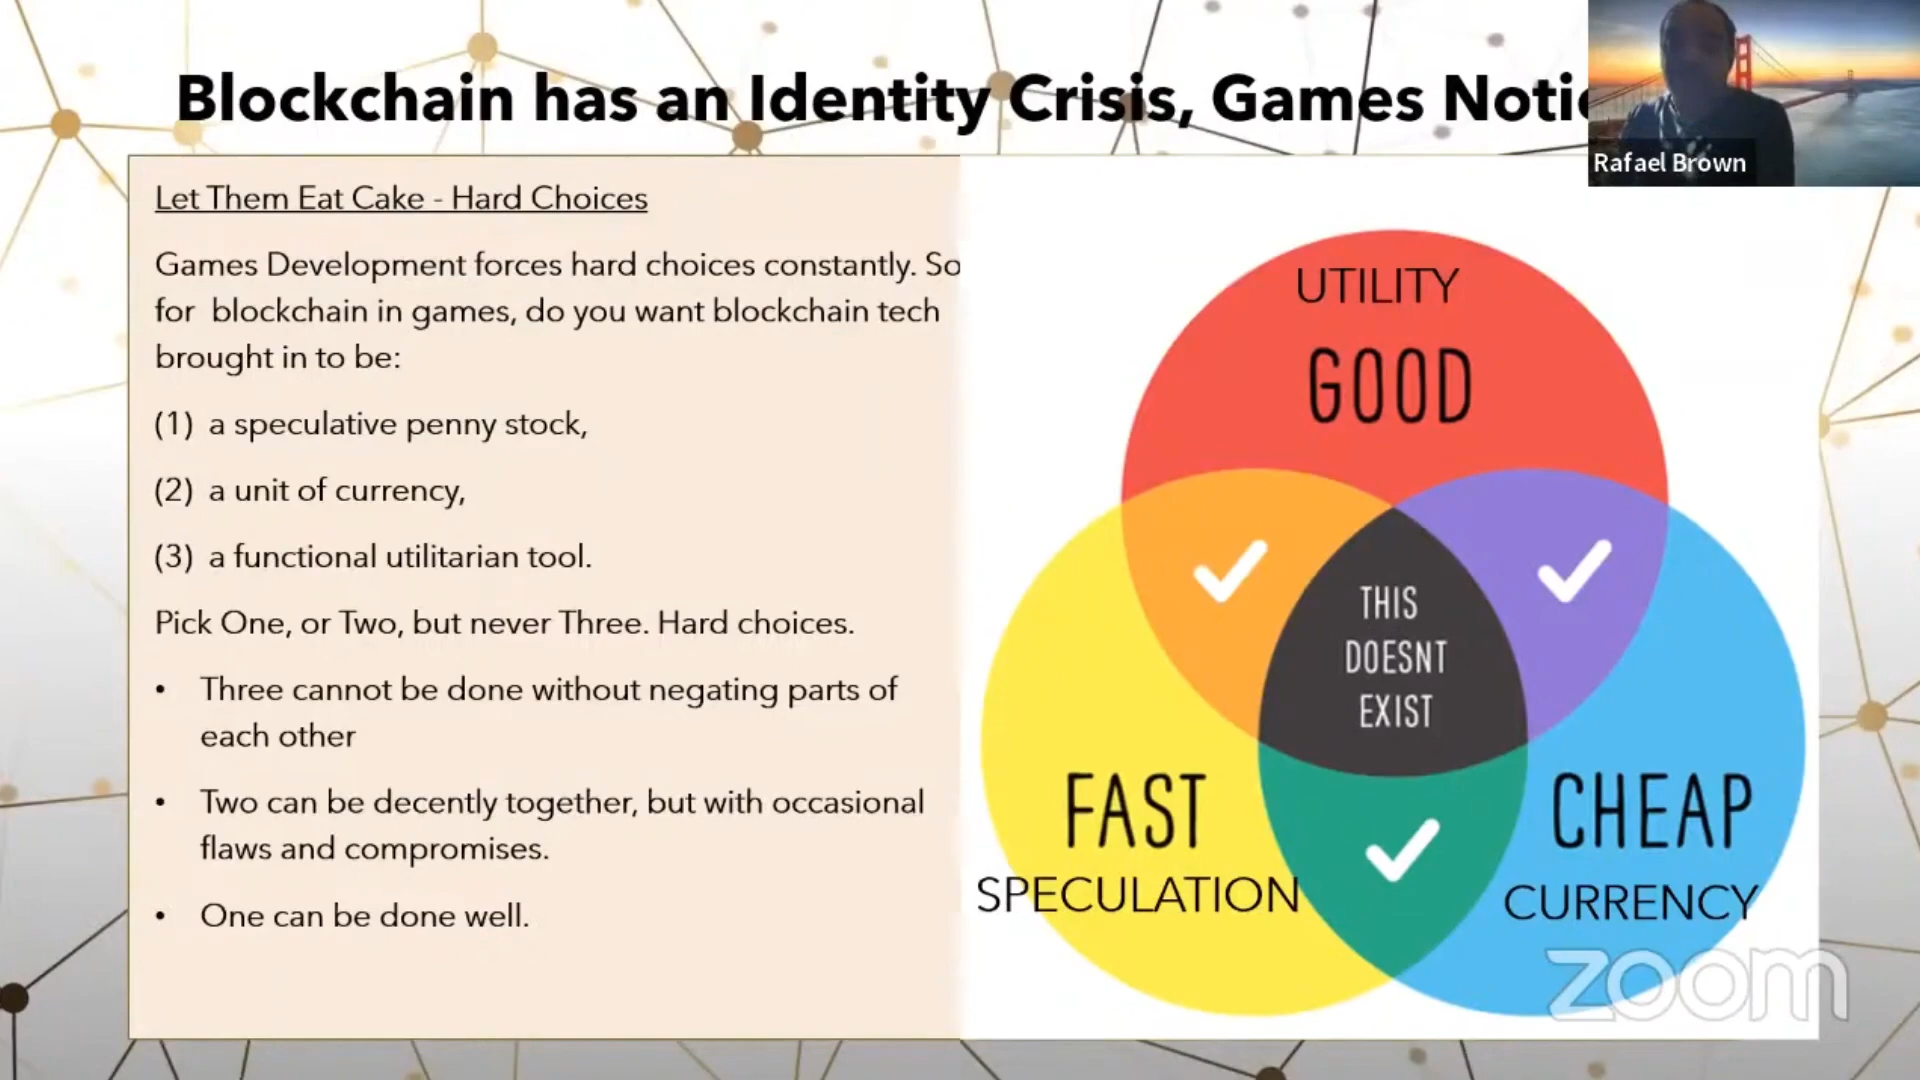 Blockchain has an Identity Crisis, Games
Rafael Brown
Let Them Eat Cake - Hard Choices
Games Development forces hard choices constantly. So
for blockchain in games, do you want blockchain tech
brought in to be:
(1) a speculative penny stock,
(2) a unit of currency,
(3) a functional utilitarian tool.
Pick One, or Two, but never Three. Hard choices.
• Three cannot be done without negating parts of
each other
• Two can be decently together, but with occasional
flaws and compromises.
• One can be done well.
UTILITY
GOOD
THIS
DOESNT
EXIST
FAST
SPECULATION
CHEAP
CURRENCY
zoom